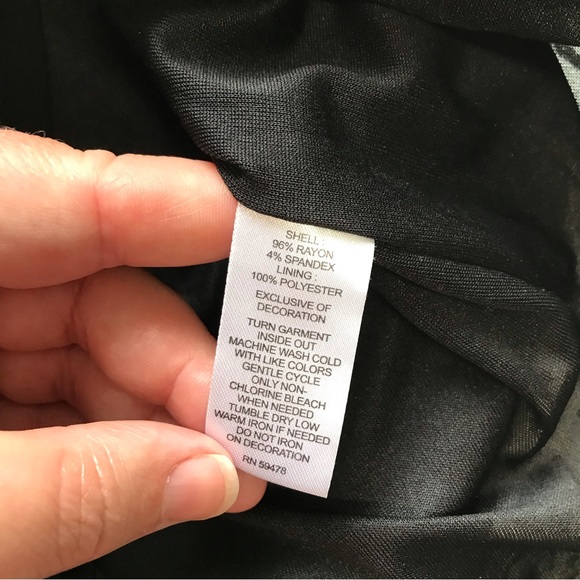 SHELL :
96% RAYON
4% SPANDEX
LINING :
100% POLYESTER
EXCLUSIVE OF
DECORATION
TURN GARMENT
INSIDE OUT
MACHINE WASH COLD
WITH LIKE COLORS
GENTLE CYCLE
ONLY NON-
CHLORINE BLEACH
WHEN NEEDED
TUMBLE DRY LOW
WARM IRON IF NEEDED
DO NOT IRON
ON DECORATION
RN 59478